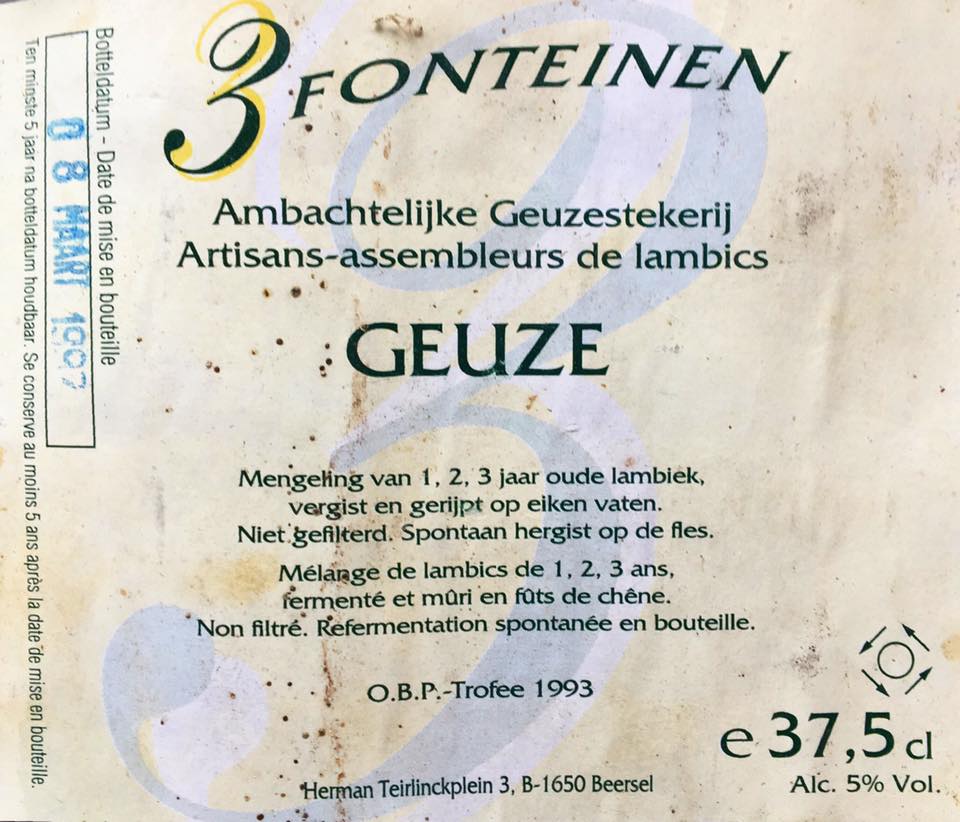 3 FONTEINEN
Ambachtelijke Geuzestekerij
Artisans-assembleurs de lambics
GEUZE
Mengeling van 1, 2, 3 jaar oude lambiek,
vergist en gerijpt op eiken vaten.
Niet gefilterd. Spontaan hergist op de fles.
Mélange de lambics de 1, 2, 3 ans,
fermenté et mûri en fûts de chêne.
Non filtré. Refermentation spontanée en bouteille.
O.B.P.-Trofee 1993
e 37,5 cl
Alc. 5% Vol.
Herman Teirlinckplein 3, B-1650 Beersel
Botteldatum - Date de mise en bouteille
08 MAART 1997
Ten minste 5 jaar na botteldatum houdbaar. Se conserve au moins 5 ans après la date de mise en bouteille.